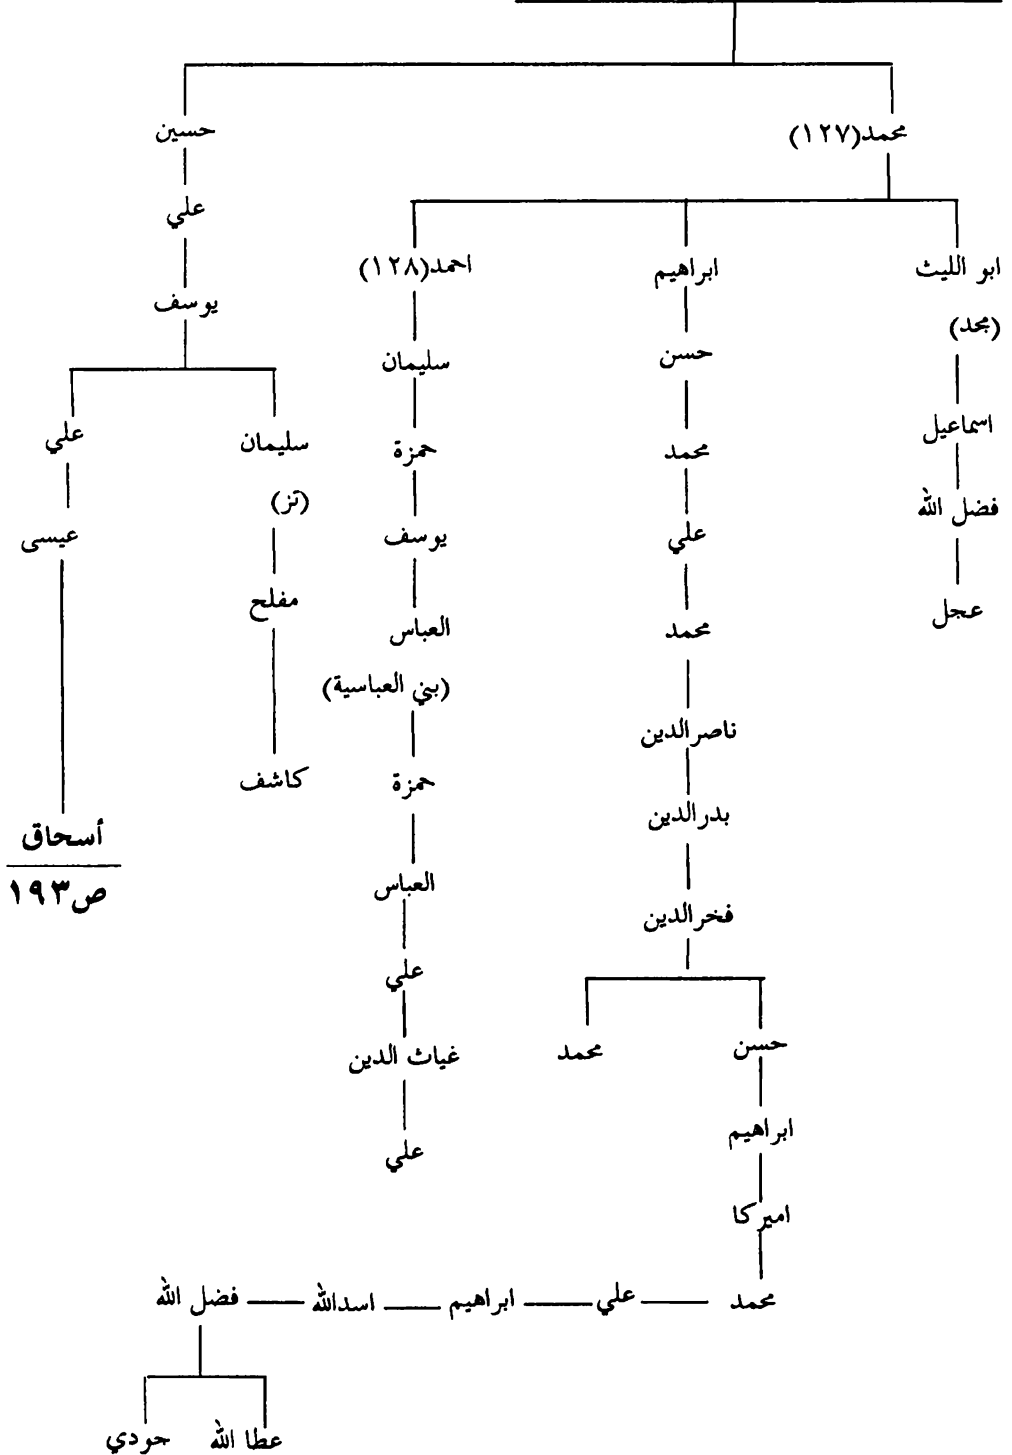 محمد(١٢٧)
حسين
علي
يوسف
ابو الليث
ابراهيم
احمد(١٢٨)
(مجد)
حسن
سليمان
اسماعيل
محمد
حمزة
سليمان
علي
فضل الله
علي
يوسف
(تز)
عيسى
عجل
محمد
العباس
مفلح
(بني العباسية)
ناصرالدين
حمزة
كاشف
بدرالدين
أسحاق
ص١٩٣
العباس
فخرالدين
علي
حسن
محمد
غياث الدين
ابراهيم
علي
اميركا
محمد
علي
ابراهيم
اسدالله
فضل الله
عطا الله
حودي